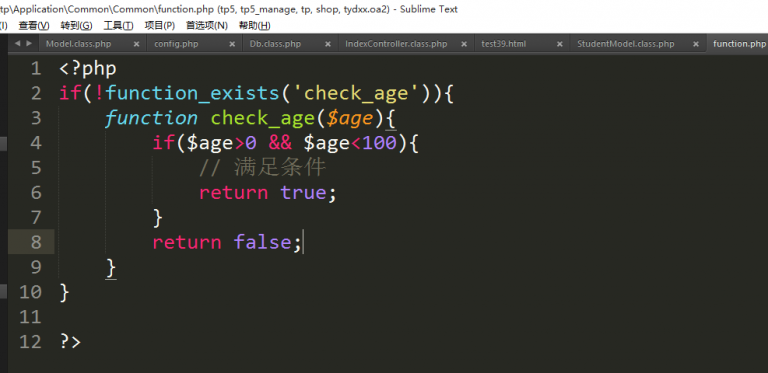 tp\Application\Common\Common\function.php (tp5, tp5_manage, tp, shop, tydxx.oa2) - Sublime Text
(I) 查看(V) 转到(G) 工具(T) 项目(P) 首选项(N) 帮助(H)
Model.class.php × config.php × Db.class.php × IndexController.class.php × test39.html × StudentModel.class.php × function.php
1 <?php
2 if(!function_exists('check_age')){
3 function check_age($age){
4 if($age>0 && $age<100){
5 // 满足条件
6 return true;
7 }
8 return false;
9 }
10 }
11
12 ?>